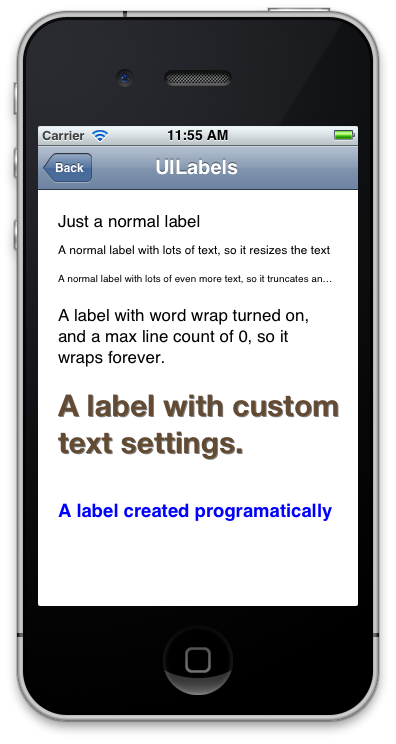 Carrier 11:55 AM
Back UILabels
Just a normal label
A normal label with lots of text, so it resizes the text
A normal label with lots of even more text, so it truncates an...
A label with word wrap turned on,
and a max line count of 0, so it
wraps forever.
A label with custom
text settings.
A label created programatically